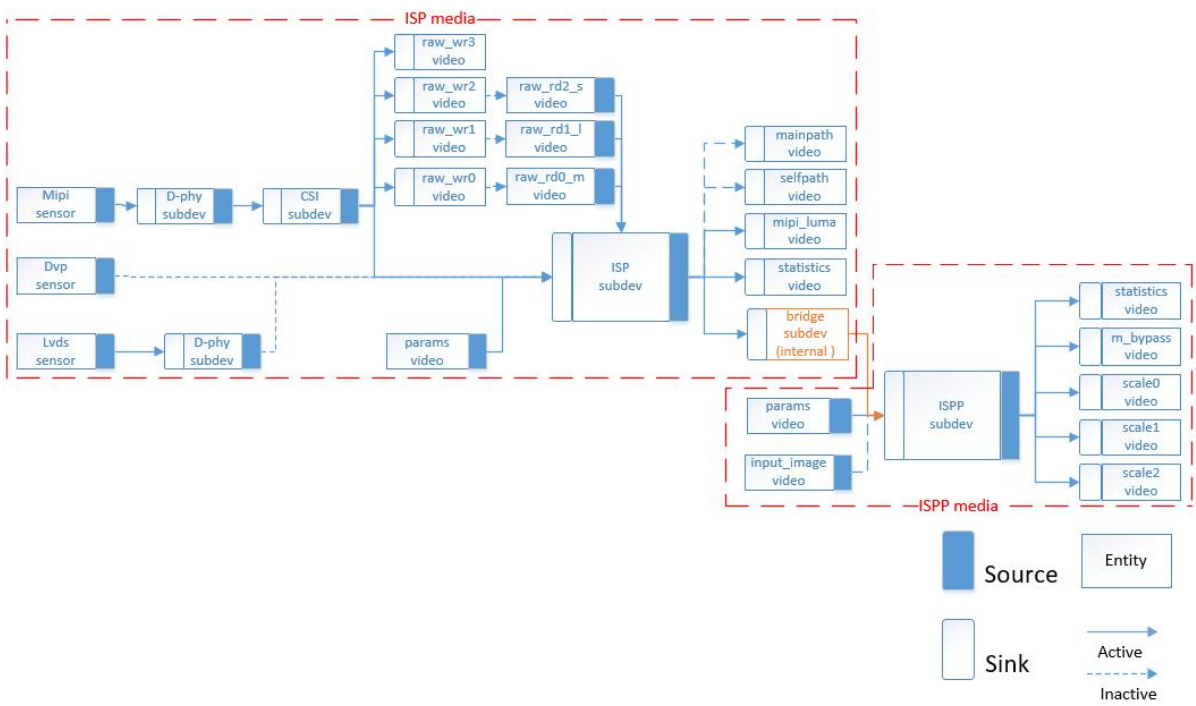 ISP media
raw_wr3
video
raw_wr2
video
raw_rd2_s
video
raw_wr1
video
raw_rd1_l
video
raw_wr0
video
raw_rd0_m
video
Mipi
sensor
D-phy
subdev
CSI
subdev
Dvp
sensor
Lvds
sensor
D-phy
subdev
params
video
ISP
subdev
mainpath
video
selfpath
video
mipi_luma
video
statistics
video
bridge
subdev
(internal )
params
video
input_image
video
ISPP
subdev
statistics
video
m_bypass
video
scale0
video
scale1
video
scale2
video
ISPP media
Source
Entity
Sink
Active
Inactive